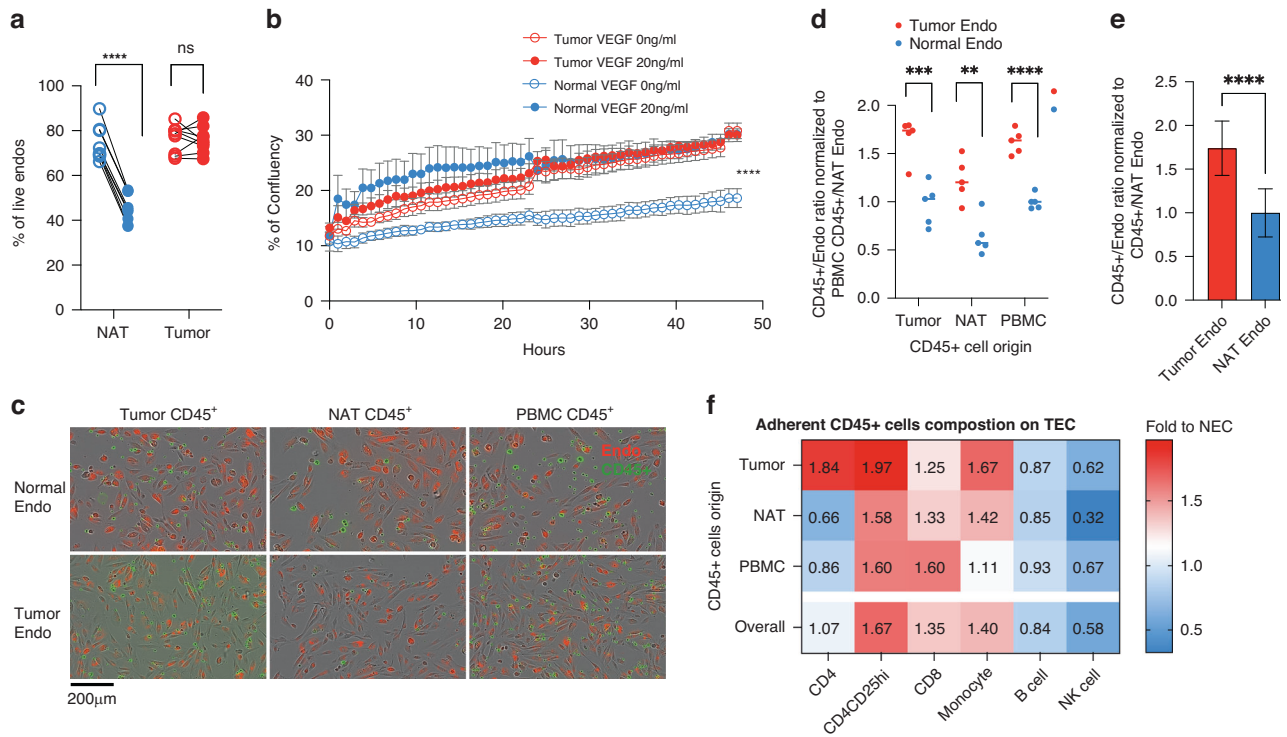 a
****
ns
% of live endos
100
80
60
40
20
0
NAT
Tumor
b
Tumor VEGF 0ng/ml
Tumor VEGF 20ng/ml
Normal VEGF 0ng/ml
Normal VEGF 20ng/ml
% of Confluency
40
30
20
10
0
****
0
10
20
30
40
50
Hours
d
Tumor Endo
Normal Endo
***
**
****
CD45+/Endo ratio normalized to
PBMC CD45+/NAT Endo
2.0
1.5
1.0
0.5
0.0
Tumor
NAT
PBMC
CD45+ cell origin
e
****
CD45+/Endo ratio normalized to
CD45+/NAT Endo
2.5
2.0
1.5
1.0
0.5
0.0
Tumor Endo
NAT Endo
c
Tumor CD45+
NAT CD45+
PBMC CD45+
Normal
Endo
Tumor
Endo
Endo
CD45+
200μm
f
Adherent CD45+ cells compostion on TEC
CD45+ cells origin
Tumor 1.84 1.97 1.25 1.67 0.87 0.62
NAT 0.66 1.58 1.33 1.42 0.85 0.32
PBMC 0.86 1.60 1.60 1.11 0.93 0.67
Overall 1.07 1.67 1.35 1.40 0.84 0.58
CD4
CD4CD25hi
CD8
Monocyte
B cell
NK cell
Fold to NEC
1.5
1.0
0.5